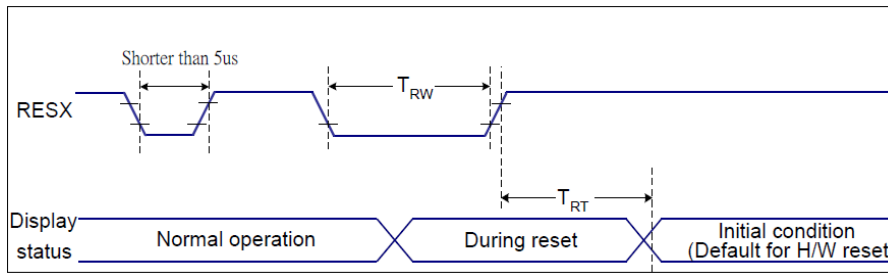 Shorter than 5us
RESX
TRW
TRT
Display
status
Normal operation
During reset
Initial condition
(Default for H/W reset